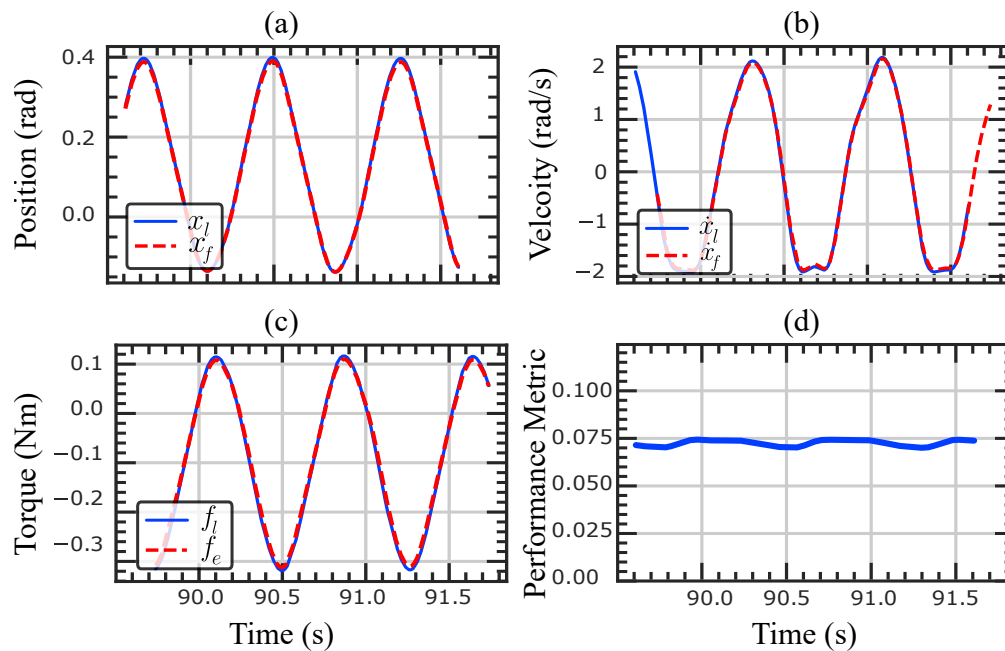 (a)
Position (rad)
0.4
0.2
0.0
x_l
x_f
(b)
Velcoity (rad/s)
2
1
0
−1
−2
ẋ_l
ẋ_f
(c)
Torque (Nm)
0.1
0.0
−0.1
−0.2
−0.3
f_l
f_e
90.0 90.5 91.0 91.5
Time (s)
(d)
Performance Metric
0.100
0.075
0.050
0.025
0.00
90.0 90.5 91.0 91.5
Time (s)